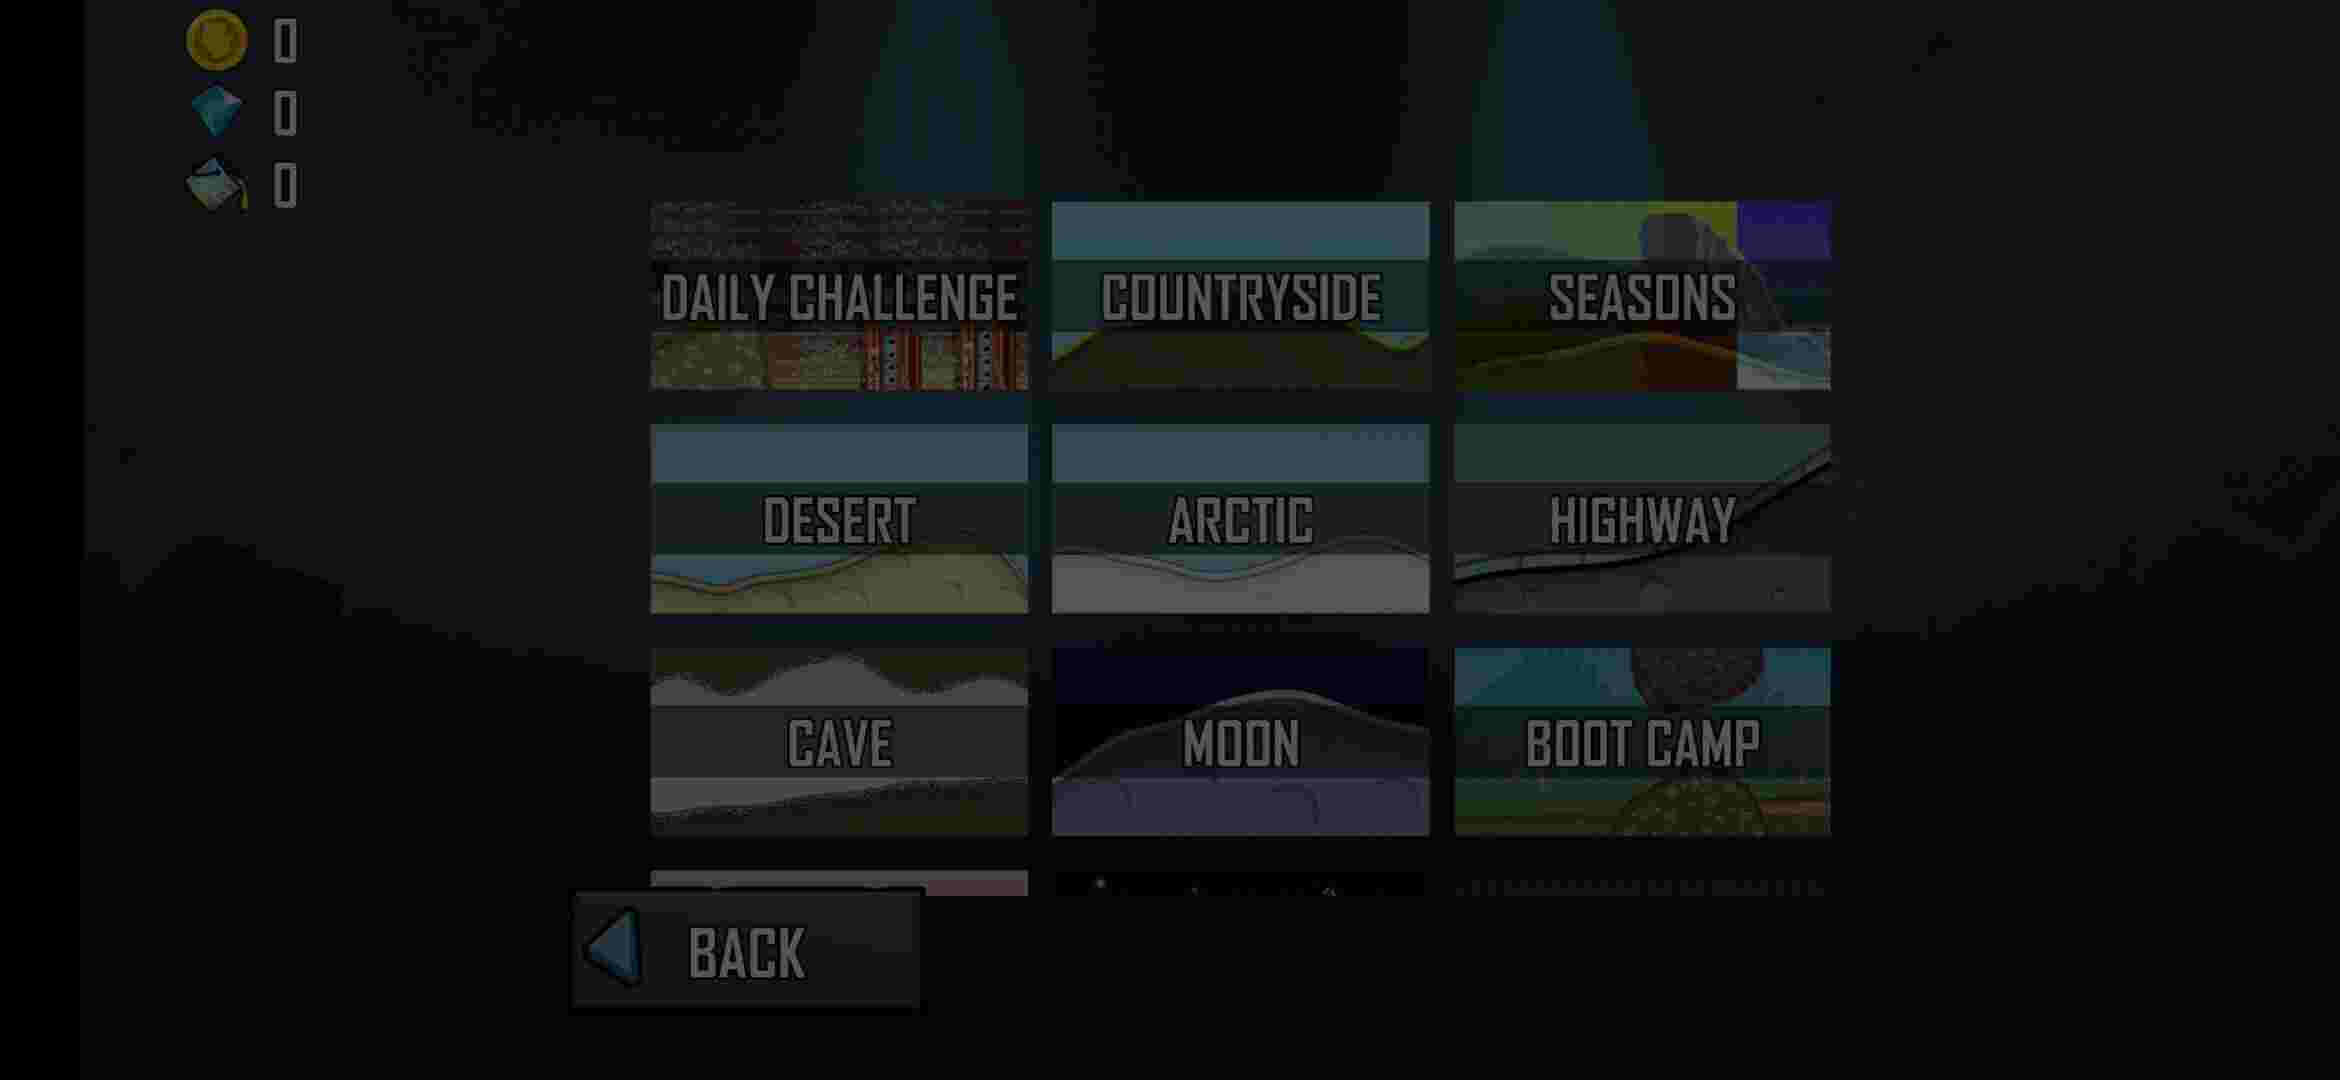 0
0
0
DAILY CHALLENGE
COUNTRYSIDE
SEASONS
DESERT
ARCTIC
HIGHWAY
CAVE
MOON
BOOT CAMP
BACK